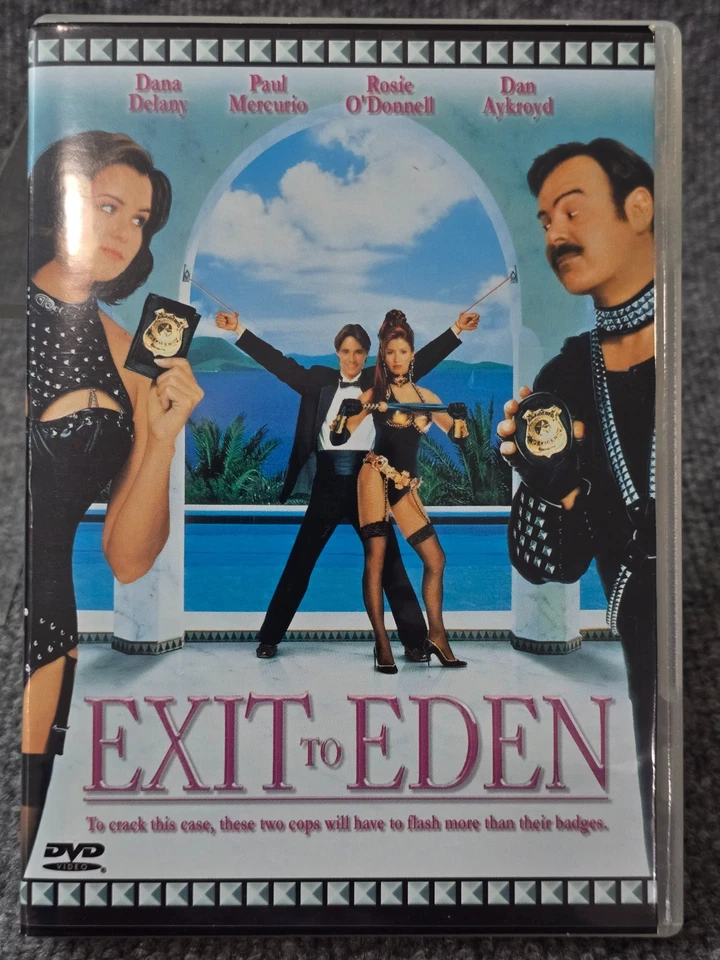 Dana Delany
Paul Mercurio
Rosie O'Donnell
Dan Aykroyd
EXIT TO EDEN
To crack this case, these two cops will have to flash more than their badges.
DVD
VIDEO